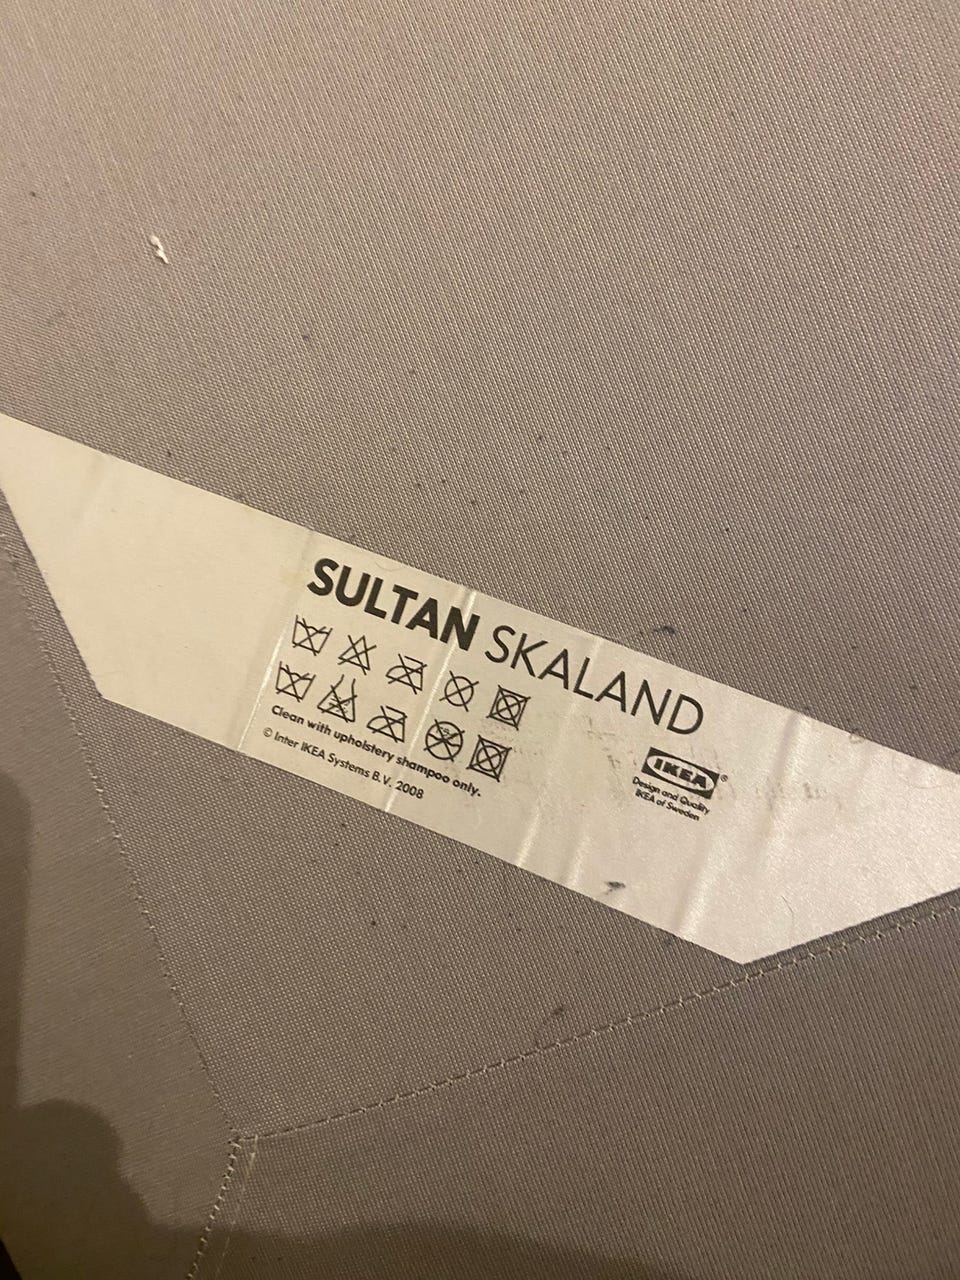 SULTAN SKALAND
Clean with upholstery shampoo only.
© Inter IKEA Systems B.V. 2008
IKEA®
Design and Quality
IKEA of Sweden